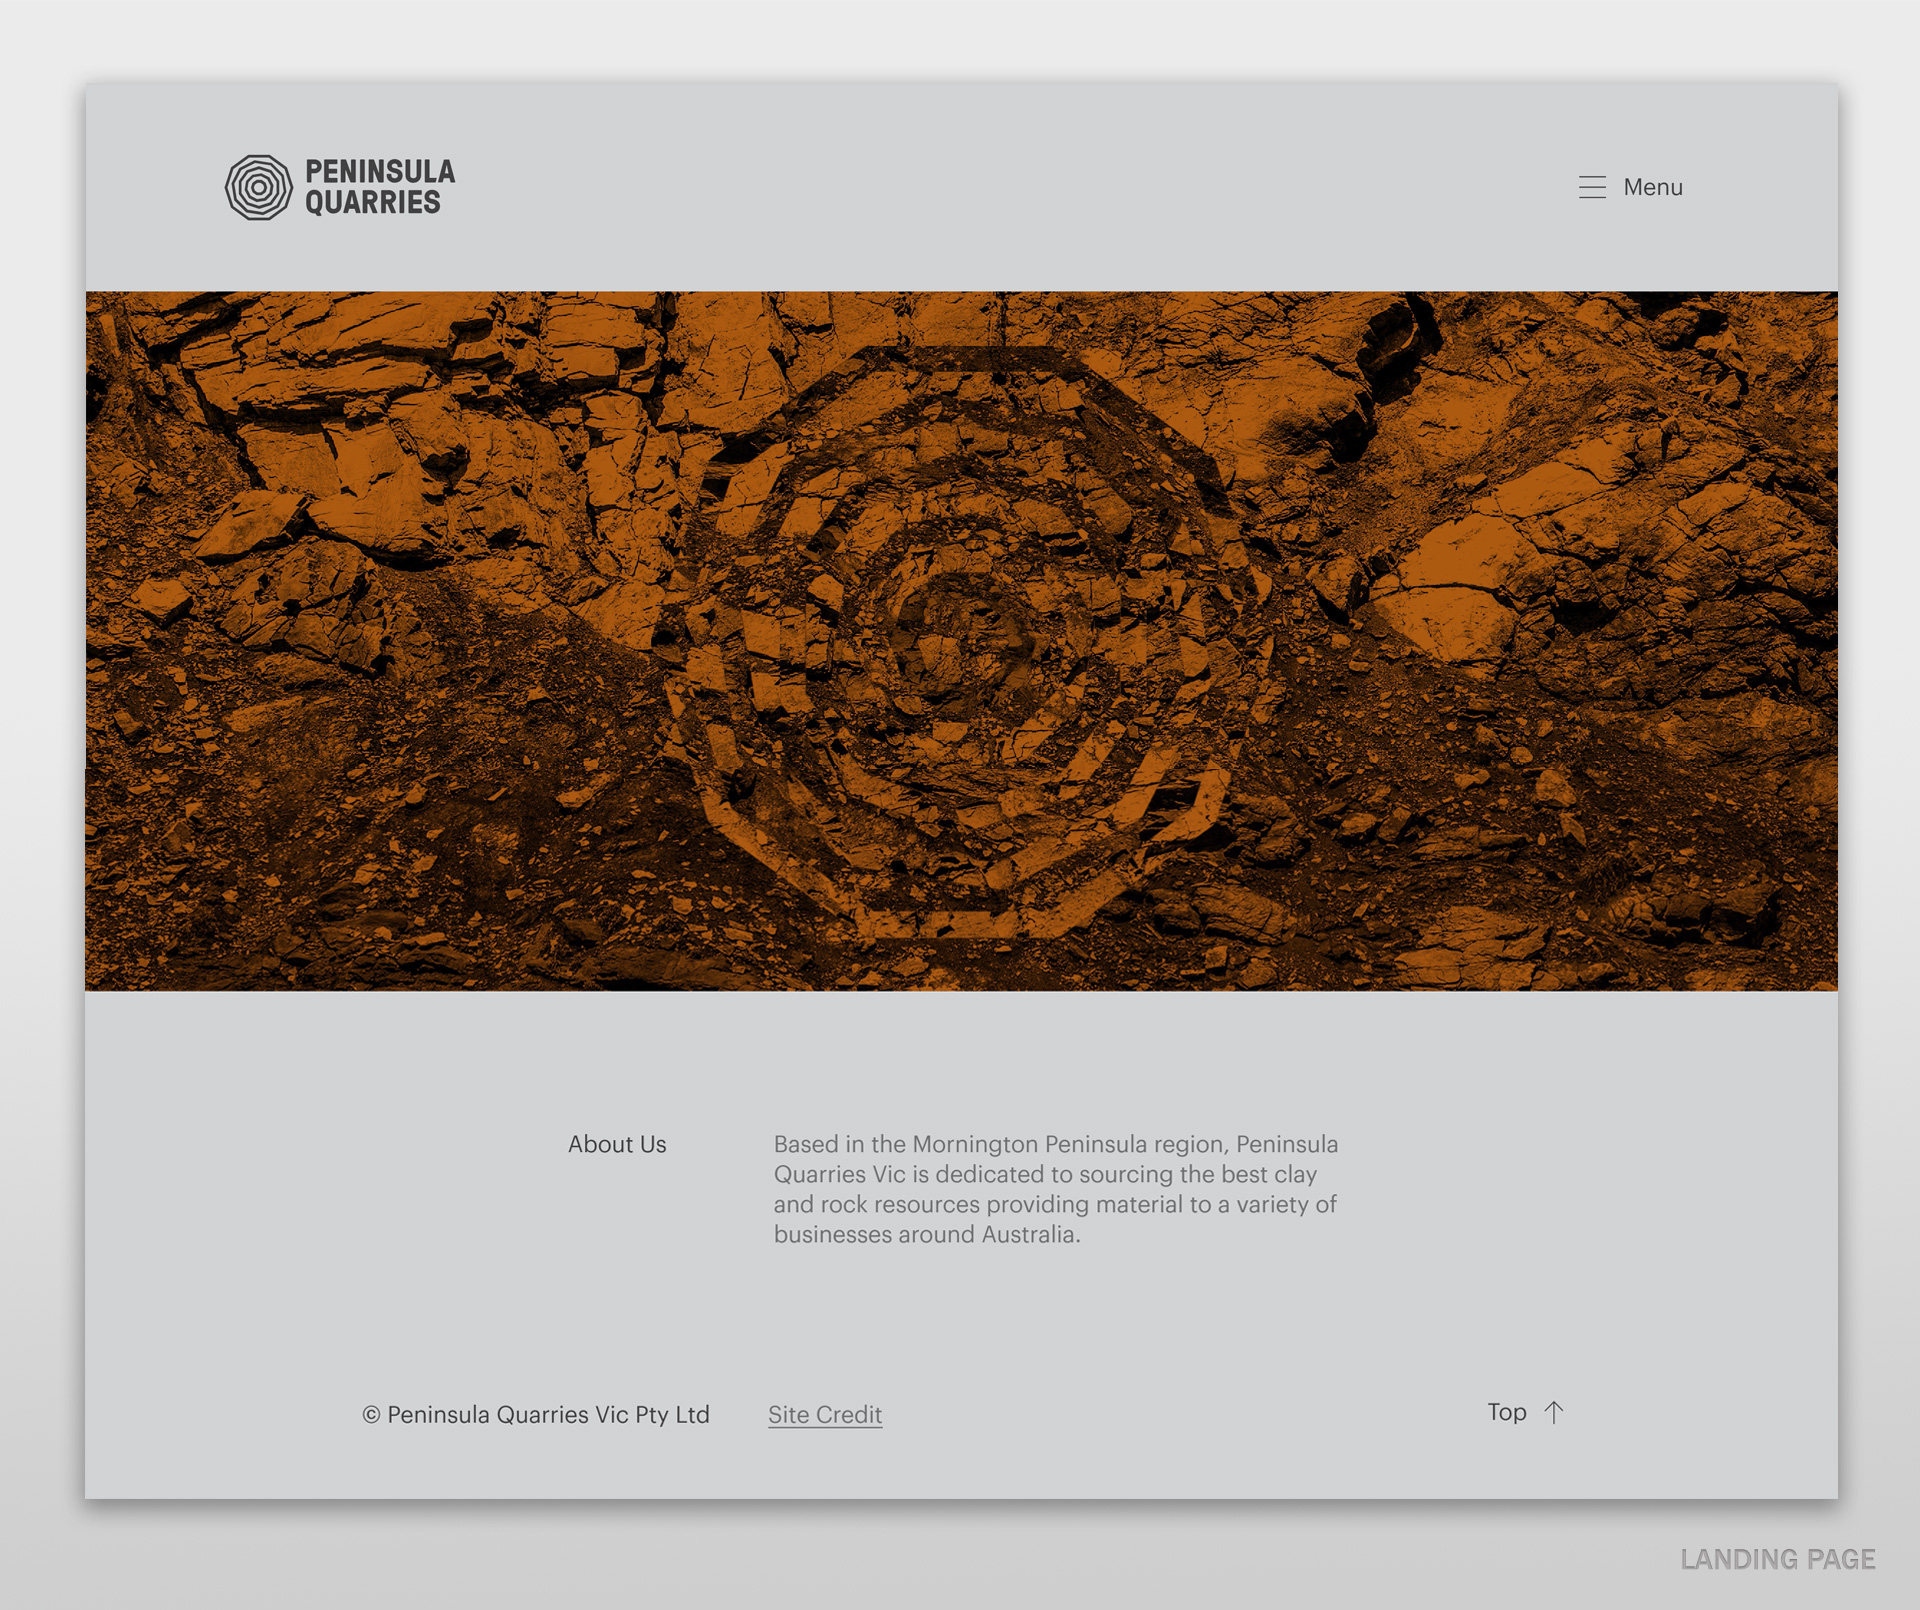 PENINSULA
QUARRIES
Menu
About Us
Based in the Mornington Peninsula region, Peninsula
Quarries Vic is dedicated to sourcing the best clay
and rock resources providing material to a variety of
businesses around Australia.
© Peninsula Quarries Vic Pty Ltd
Site Credit
Top ↑
LANDING PAGE